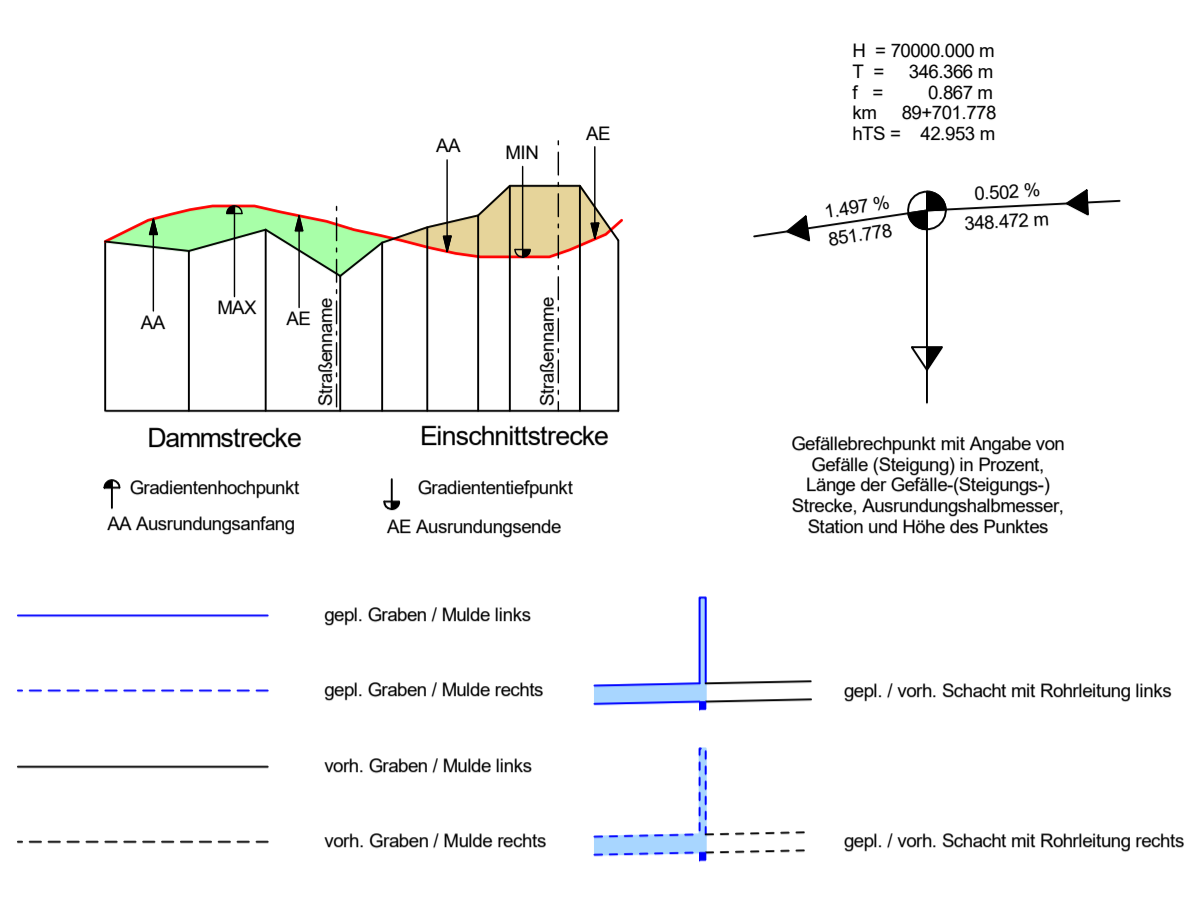 H = 70000.000 m
T = 346.366 m
f = 0.867 m
km 89+701.778
hTS = 42.953 m
AA
MIN
AE
1.497 %
851.778
0.502 %
348.472 m
AA
MAX
AE
Straßenname
Straßenname
Dammstrecke
Einschnittstrecke
Gradientenhochpunkt
Gradiententiefpunkt
AA Ausrundungsanfang
AE Ausrundungsende
Gefällebrechpunkt mit Angabe von
Gefälle (Steigung) in Prozent,
Länge der Gefälle-(Steigungs-)
Strecke, Ausrundungshalbmesser,
Station und Höhe des Punktes
gepl. Graben / Mulde links
gepl. Graben / Mulde rechts
vorh. Graben / Mulde links
vorh. Graben / Mulde rechts
gepl. / vorh. Schacht mit Rohrleitung links
gepl. / vorh. Schacht mit Rohrleitung rechts